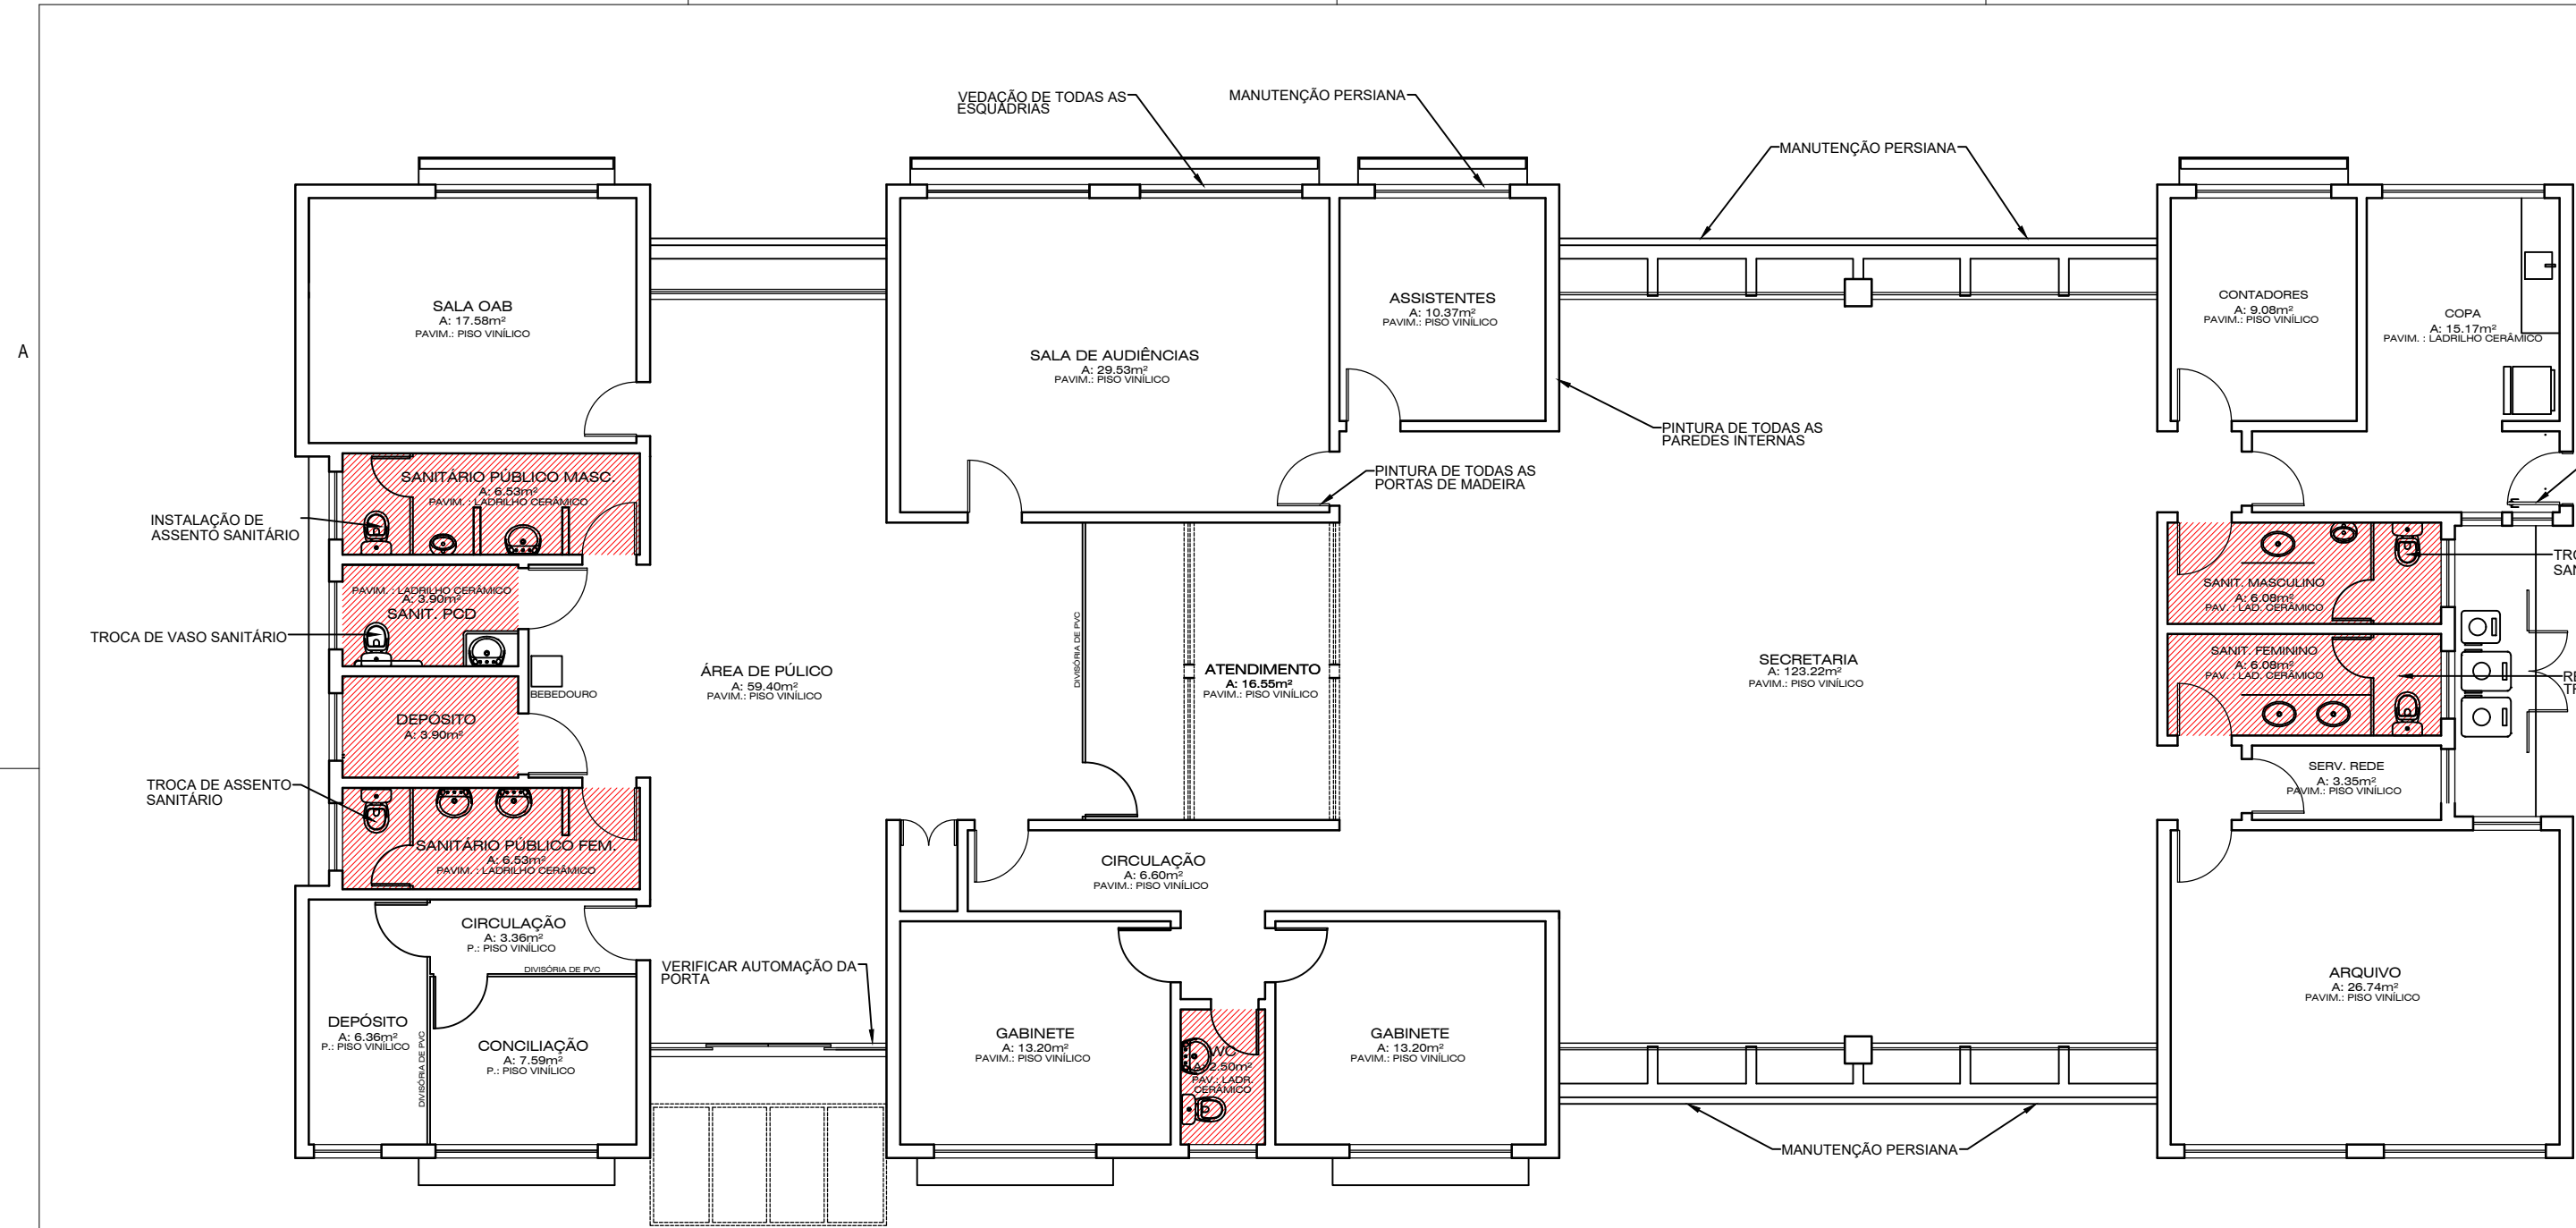 VEDAÇÃO DE TODAS AS
ESQUADRIAS
MANUTENÇÃO PERSIANA
MANUTENÇÃO PERSIANA
A
SALA OAB
A: 17.58m²
PAVIM.: PISO VINÍLICO
SALA DE AUDIÊNCIAS
A: 29.53m²
PAVIM.: PISO VINÍLICO
ASSISTENTES
A: 10.37m²
PAVIM.: PISO VINÍLICO
CONTADORES
A: 9.08m²
PAVIM.: PISO VINÍLICO
COPA
A: 15.17m²
PAVIM. : LADRILHO CERÂMICO
PINTURA DE TODAS AS
PAREDES INTERNAS
PINTURA DE TODAS AS
PORTAS DE MADEIRA
SANITÁRIO PÚBLICO MASC.
A: 6.53m²
PAVIM. : LADRILHO CERÂMICO
INSTALAÇÃO DE
ASSENTO SANITÁRIO
PAVIM. : LADRILHO CERÂMICO
A: 3.90m²
SANIT. PCD
TROCA DE VASO SANITÁRIO
BEBEDOURO
DEPÓSITO
A: 3.90m²
TROCA DE ASSENTO
SANITÁRIO
SANITÁRIO PÚBLICO FEM.
A: 6.53m²
PAVIM. : LADRILHO CERÂMICO
ÁREA DE PÚLICO
A: 59.40m²
PAVIM.: PISO VINÍLICO
DIVISÓRIA DE PVC
ATENDIMENTO
A: 16.55m²
PAVIM.: PISO VINÍLICO
SECRETARIA
A: 123.22m²
PAVIM.: PISO VINÍLICO
SANIT. MASCULINO
A: 6.08m²
PAV. : LAD. CERÂMICO
TRO
SAN
SANIT. FEMININO
A: 6.08m²
PAV. : LAD. CERÂMICO
RE
TR
SERV. REDE
A: 3.35m²
PAVIM.: PISO VINÍLICO
CIRCULAÇÃO
A: 6.60m²
PAVIM.: PISO VINÍLICO
CIRCULAÇÃO
A: 3.36m²
P.: PISO VINÍLICO
DIVISÓRIA DE PVC
VERIFICAR AUTOMAÇÃO DA
PORTA
DEPÓSITO
A: 6.36m²
P.: PISO VINÍLICO
DIVISÓRIA DE PVC
CONCILIAÇÃO
A: 7.59m²
P.: PISO VINÍLICO
GABINETE
A: 13.20m²
PAVIM.: PISO VINÍLICO
WC
A: 2.50m²
PAV.: LADR.
CERÂMICO
GABINETE
A: 13.20m²
PAVIM.: PISO VINÍLICO
ARQUIVO
A: 26.74m²
PAVIM.: PISO VINÍLICO
MANUTENÇÃO PERSIANA